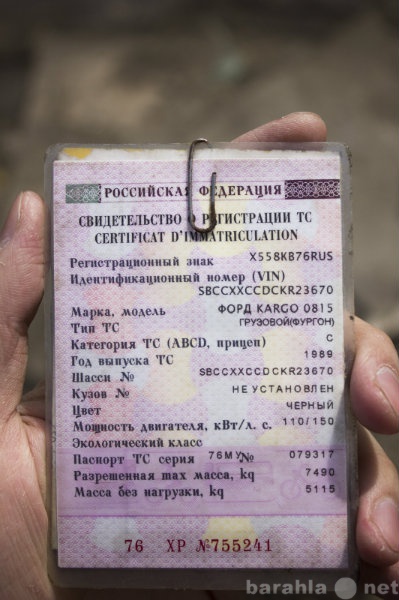 РОССИЙСКАЯ ФЕДЕРАЦИЯ
СВИДЕТЕЛЬСТВО О РЕГИСТРАЦИИ ТС
CERTIFICAT D'IMMATRICULATION
Регистрационный знак X558KB76RUS
Идентификационный номер (VIN)
SBCCXXCCDCKR23670
Марка, модель ФОРД KARGO 0815
Тип ТС ГРУЗОВОЙ(ФУРГОН)
Категория ТС (ABCD, прицеп) C
Год выпуска ТС 1989
Шасси № SBCCXXCCDCKR23670
Кузов № НЕ УСТАНОВЛЕН
Цвет ЧЕРНЫЙ
Мощность двигателя, кВт/л. с. 110/150
Экологический класс
Паспорт ТС серия 76МУ № 079317
Разрешенная max масса, kg 7490
Масса без нагрузки, kg 5115
76 ХР №755241
barahla.net